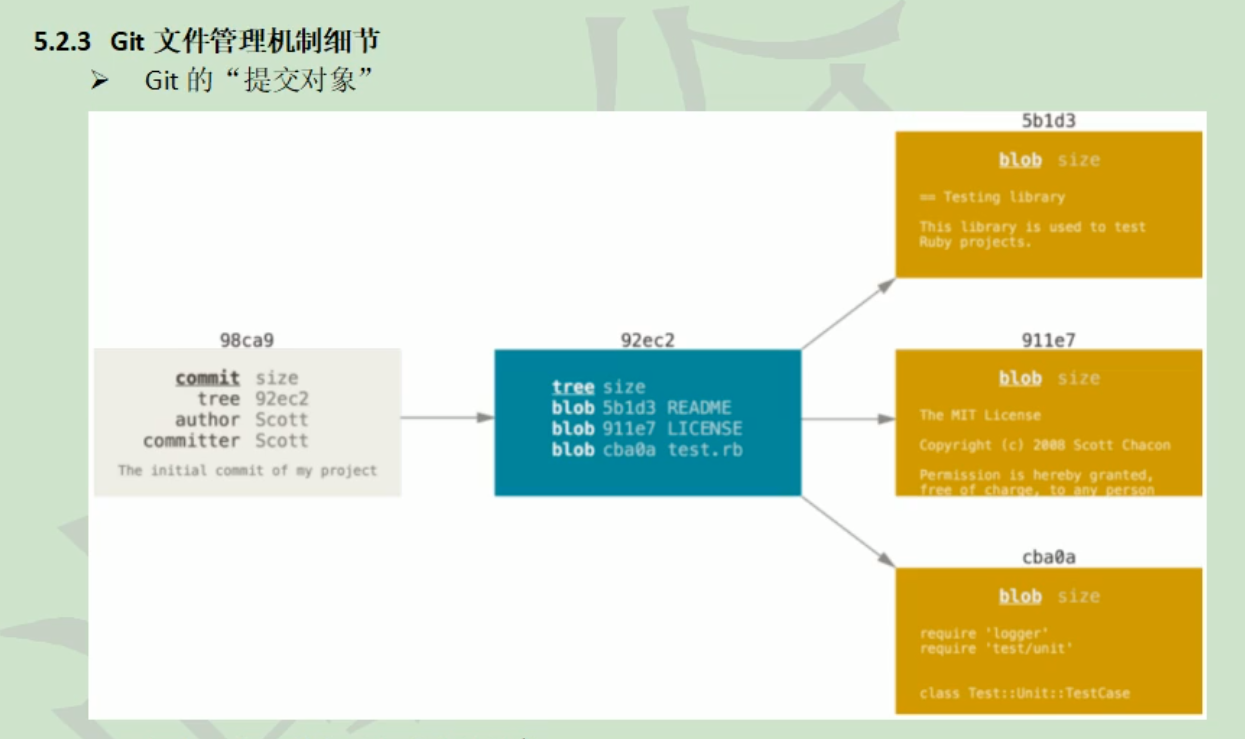 5.2.3 Git 文件管理机制细节
➢ Git 的“提交对象”
5b1d3
blob size
== Testing library
This library is used to test
Ruby projects.
98ca9
commit size
tree 92ec2
author Scott
committer Scott
The initial commit of my project
92ec2
tree size
blob 5b1d3 README
blob 911e7 LICENSE
blob cba0a test.rb
911e7
blob size
The MIT License
Copyright (c) 2008 Scott Chacon
Permission is hereby granted,
free of charge, to any person
cba0a
blob size
require 'logger'
require 'test/unit'
class Test::Unit::TestCase